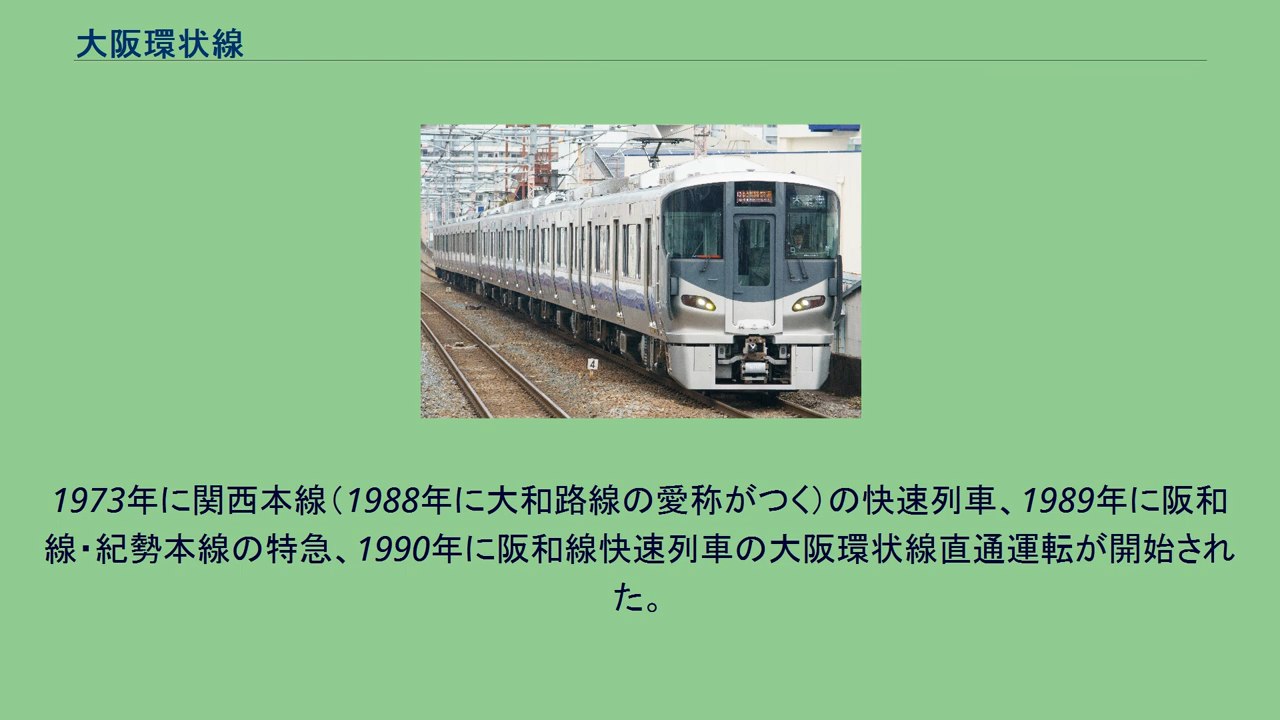 大阪環状線
4
1973年に関西本線（1988年に大和路線の愛称がつく）の快速列車、1989年に阪和
線・紀勢本線の特急、1990年に阪和線快速列車の大阪環状線直通運転が開始され
た。